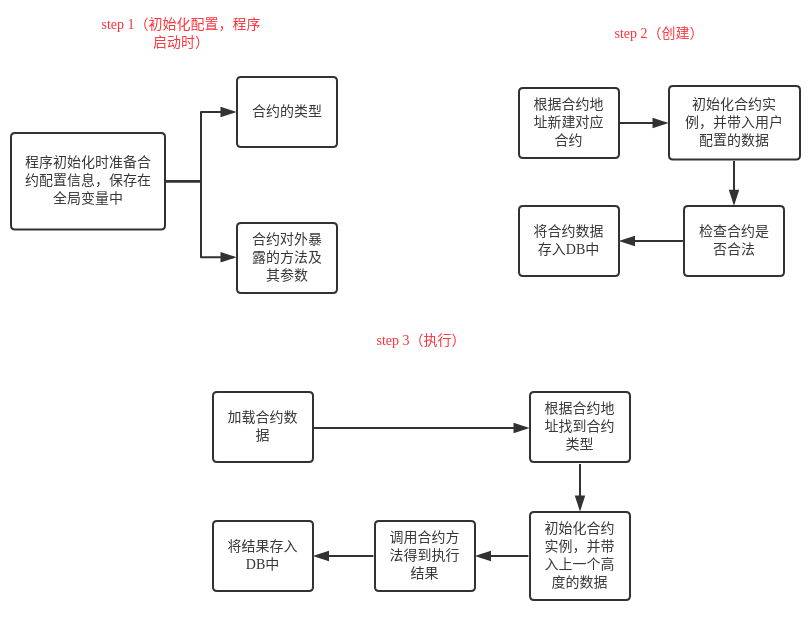 step 1（初始化配置，程序
启动时）
程序初始化时准备合
约配置信息，保存在
全局变量中
合约的类型
合约对外暴
露的方法及
其参数
step 2（创建）
根据合约地
址新建对应
合约
初始化合约实
例，并带入用户
配置的数据
检查合约是
否合法
将合约数据
存入DB中
step 3（执行）
加载合约数
据
根据合约地
址找到合约
类型
初始化合约
实例，并带
入上一个高
度的数据
调用合约方
法得到执行
结果
将结果存入
DB中